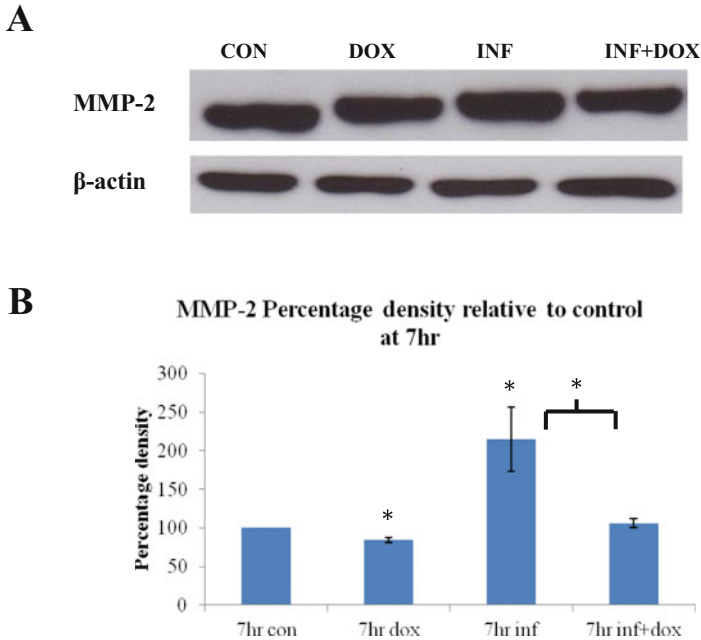 A
CON DOX INF INF+DOX
MMP-2
β-actin
B
MMP-2 Percentage density relative to control
at 7hr
Percentage density
300
250
200
150
100
50
0
* * *
7hr con 7hr dox 7hr inf 7hr inf+dox